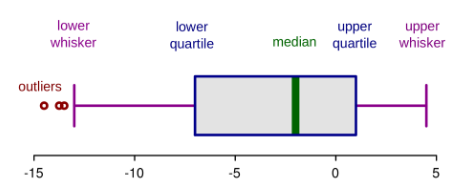 lower
whisker
lower
quartile
median
upper
quartile
upper
whisker
outliers
-15 -10 -5 0 5